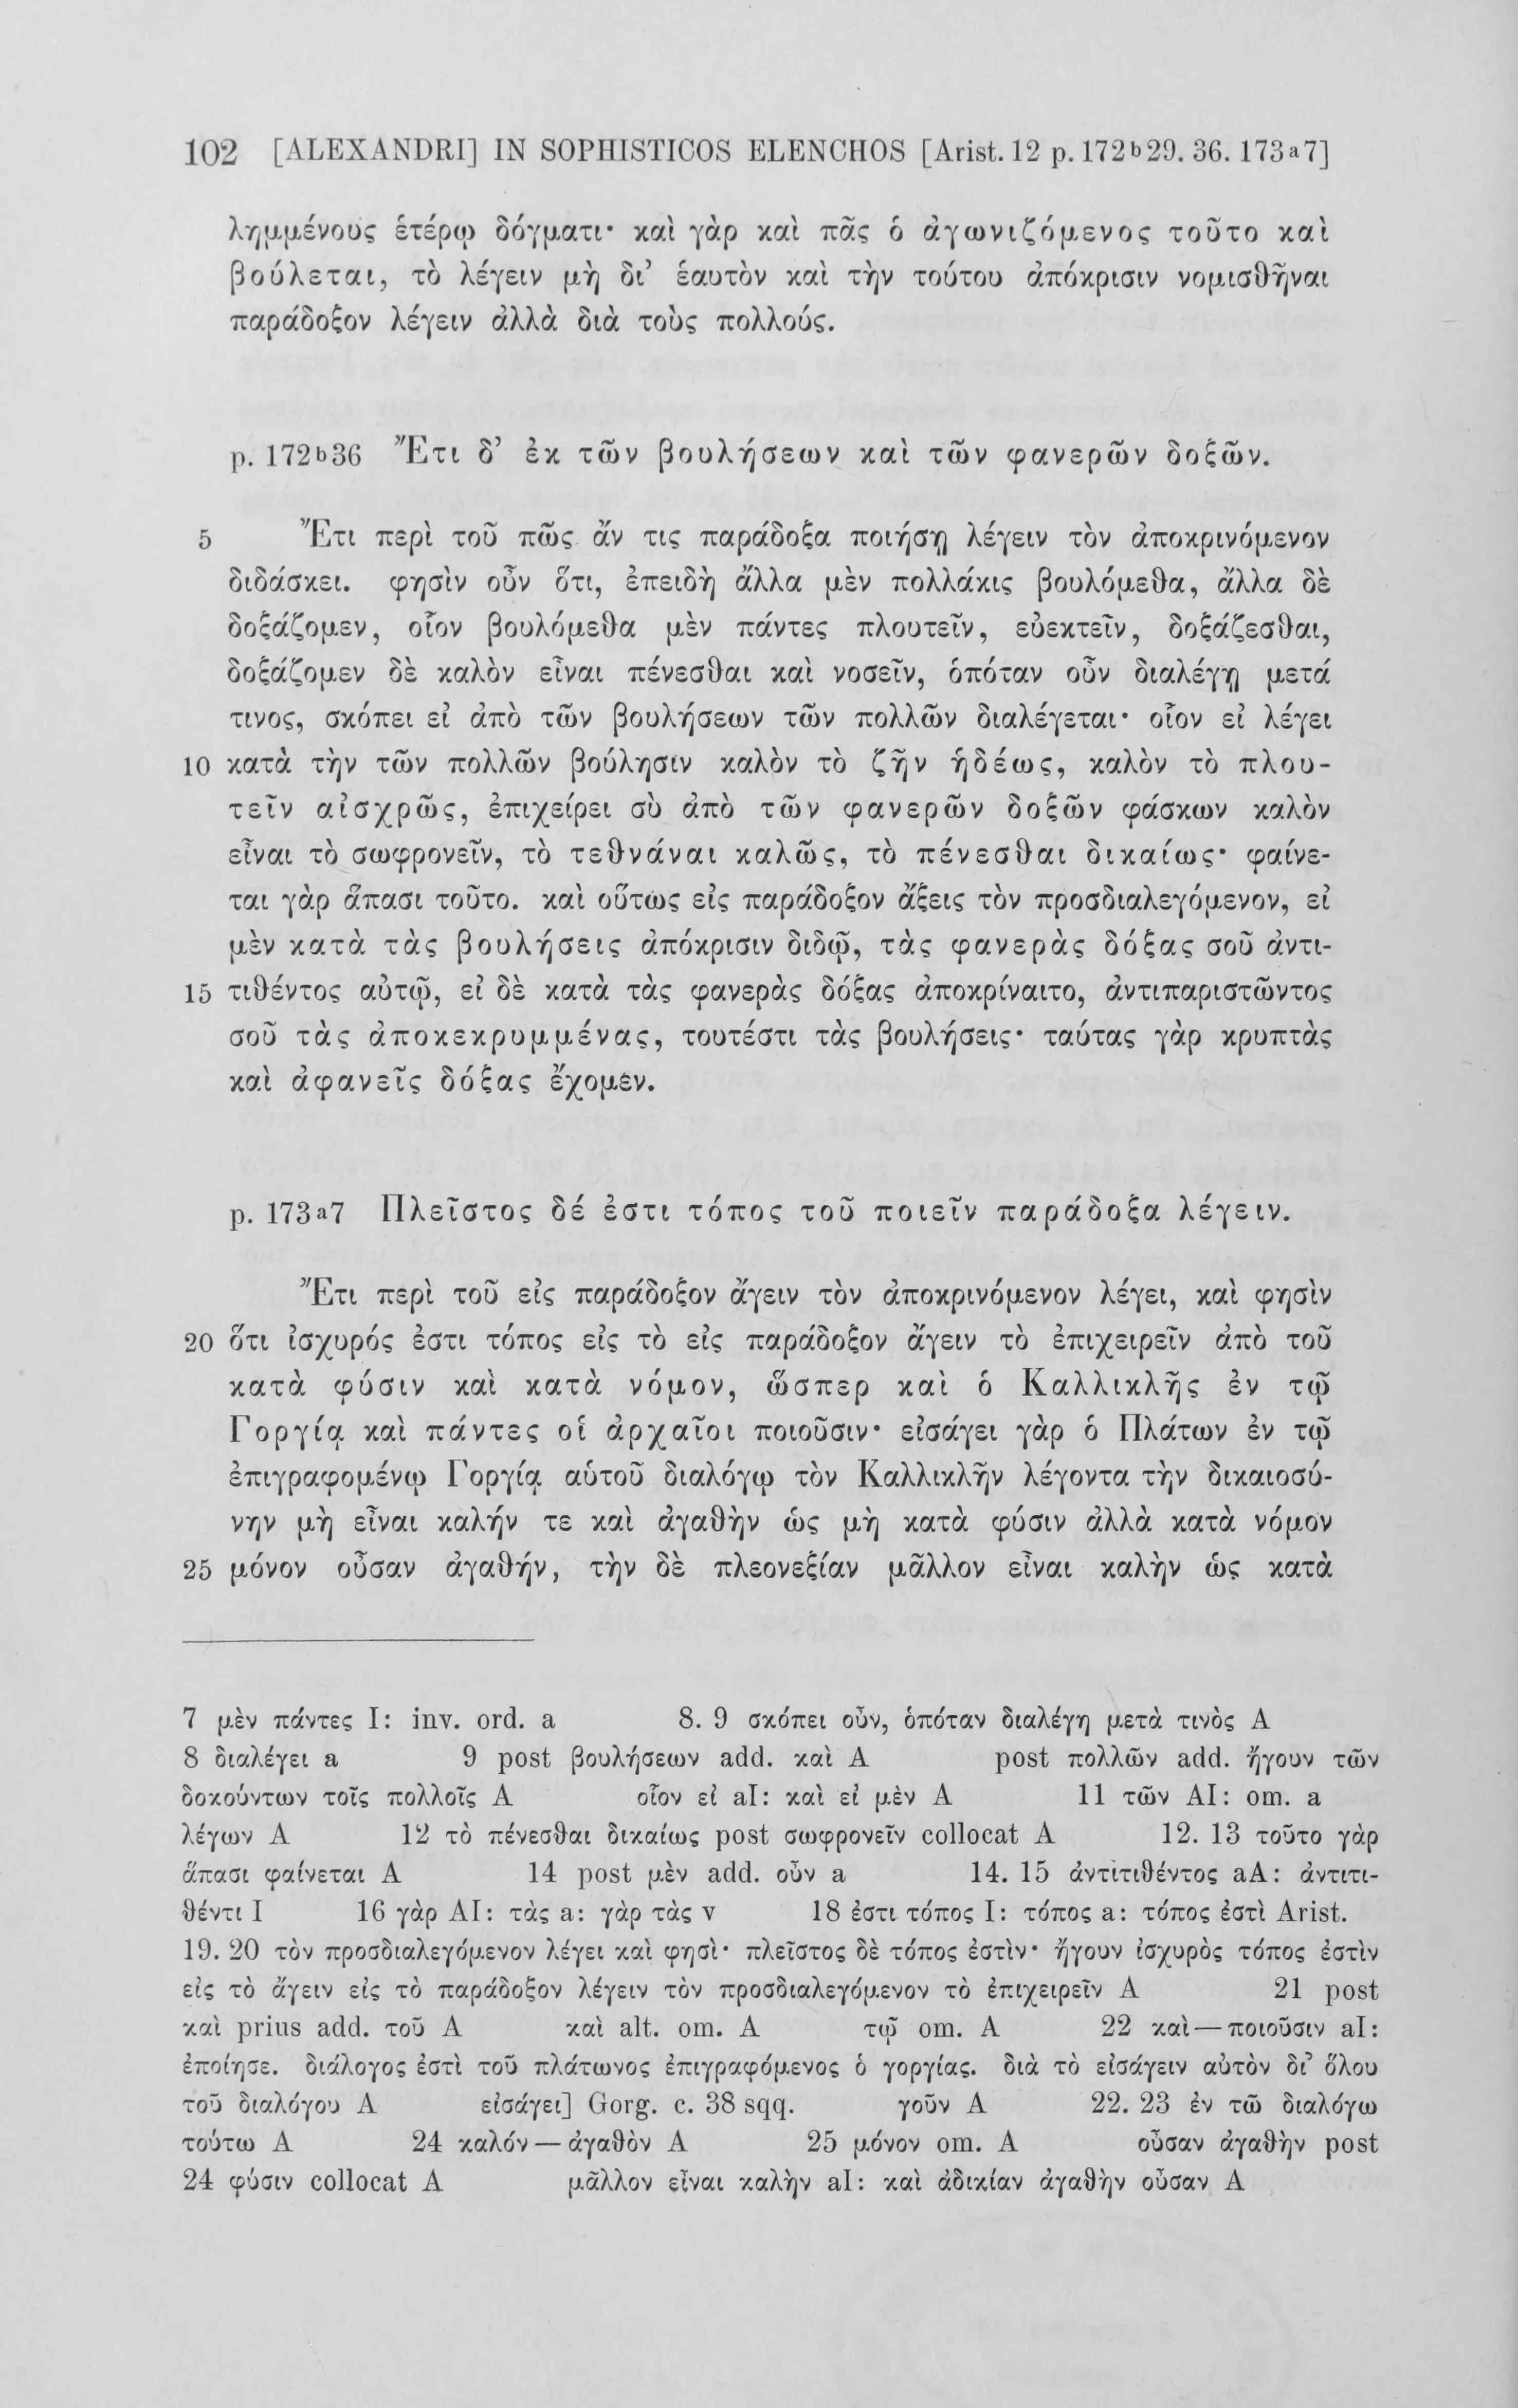 102 [ALEXANDRI] IN SOPHISTICOS ELENCHOS [Arist. 12 p. 172ᵇ29. 36. 173ᵃ7]
λημμένους ἑτέρῳ δόγματι· καὶ γὰρ καὶ πᾶς ὁ ἀγωνιζόμενος τοῦτο καὶ
βούλεται, τὸ λέγειν μὴ δι’ ἑαυτὸν καὶ τὴν τούτου ἀπόκρισιν νομισθῆναι
παράδοξον λέγειν ἀλλὰ διὰ τοὺς πολλούς.
p. 172ᵇ36 Ἔτι δ’ ἐκ τῶν βουλήσεων καὶ τῶν φανερῶν δοξῶν.
5 Ἔτι περὶ τοῦ πῶς ἄν τις παράδοξα ποιήσῃ λέγειν τὸν ἀποκρινόμενον
διδάσκει. φησὶν οὖν ὅτι, ἐπειδὴ ἄλλα μὲν πολλάκις βουλόμεθα, ἄλλα δὲ
δοξάζομεν, οἷον βουλόμεθα μὲν πάντες πλουτεῖν, εὐεκτεῖν, δοξάζεσθαι,
δοξάζομεν δὲ καλὸν εἶναι πένεσθαι καὶ νοσεῖν, ὁπόταν οὖν διαλέγῃ μετά
τινος, σκόπει εἰ ἀπὸ τῶν βουλήσεων τῶν πολλῶν διαλέγεται· οἷον εἰ λέγει
10 κατὰ τὴν τῶν πολλῶν βούλησιν καλὸν τὸ ζῆν ἡδέως, καλὸν τὸ πλου-
τεῖν αἰσχρῶς, ἐπιχείρει σὺ ἀπὸ τῶν φανερῶν δοξῶν φάσκων καλὸν
εἶναι τὸ σωφρονεῖν, τὸ τεθνάναι καλῶς, τὸ πένεσθαι δικαίως· φαίνε-
ται γὰρ ἅπασι τοῦτο. καὶ οὕτως εἰς παράδοξον ἄξεις τὸν προσδιαλεγόμενον, εἰ
μὲν κατὰ τὰς βουλήσεις ἀπόκρισιν διδῷ, τὰς φανερὰς δόξας σοῦ ἀντι-
15 τιθέντος αὐτῷ, εἰ δὲ κατὰ τὰς φανερὰς δόξας ἀποκρίναιτο, ἀντιπαριστῶντος
σοῦ τὰς ἀποκεκρυμμένας, τουτέστι τὰς βουλήσεις· ταύτας γὰρ κρυπτὰς
καὶ ἀφανεῖς δόξας ἔχομεν.
p. 173ᵃ7 Πλεῖστος δέ ἐστι τόπος τοῦ ποιεῖν παράδοξα λέγειν.
Ἔτι περὶ τοῦ εἰς παράδοξον ἄγειν τὸν ἀποκρινόμενον λέγει, καὶ φησὶν
20 ὅτι ἰσχυρός ἐστι τόπος εἰς τὸ εἰς παράδοξον ἄγειν τὸ ἐπιχειρεῖν ἀπὸ τοῦ
κατὰ φύσιν καὶ κατὰ νόμον, ὥσπερ καὶ ὁ Καλλικλῆς ἐν τῷ
Γοργίᾳ καὶ πάντες οἱ ἀρχαῖοι ποιοῦσιν· εἰσάγει γὰρ ὁ Πλάτων ἐν τῷ
ἐπιγραφομένῳ Γοργίᾳ αὑτοῦ διαλόγῳ τὸν Καλλικλῆν λέγοντα τὴν δικαιοσύ-
νην μὴ εἶναι καλήν τε καὶ ἀγαθὴν ὡς μὴ κατὰ φύσιν ἀλλὰ κατὰ νόμον
25 μόνον οὖσαν ἀγαθήν, τὴν δὲ πλεονεξίαν μᾶλλον εἶναι καλὴν ὡς κατὰ
7 μὲν πάντες I: inv. ord. a 8. 9 σκόπει οὖν, ὁπόταν διαλέγη μετὰ τινὸς A
8 διαλέγει a 9 post βουλήσεων add. καὶ A post πολλῶν add. ἤγουν τῶν
δοκούντων τοῖς πολλοῖς A οἷον εἰ aI: καὶ εἰ μὲν A 11 τῶν AI: om. a
λέγων A 12 τὸ πένεσθαι δικαίως post σωφρονεῖν collocat A 12. 13 τοῦτο γὰρ
ἅπασι φαίνεται A 14 post μὲν add. οὖν a 14. 15 ἀντιτιθέντος aA: ἀντιτι-
θέντι I 16 γὰρ AI: τὰς a: γὰρ τὰς v 18 ἐστι τόπος I: τόπος a: τόπος ἐστὶ Arist.
19. 20 τὸν προσδιαλεγόμενον λέγει καὶ φησὶ· πλεῖστος δὲ τόπος ἐστὶν· ἤγουν ἰσχυρὸς τόπος ἐστὶν
εἰς τὸ ἄγειν εἰς τὸ παράδοξον λέγειν τὸν προσδιαλεγόμενον τὸ ἐπιχειρεῖν A 21 post
καὶ prius add. τοῦ A καὶ alt. om. A τῷ om. A 22 καὶ — ποιοῦσιν aI:
ἐποίησε. διάλογος ἐστὶ τοῦ πλάτωνος ἐπιγραφόμενος ὁ γοργίας. διὰ τὸ εἰσάγειν αὐτὸν δι’ ὅλου
τοῦ διαλόγου A εἰσάγει] Gorg. c. 38 sqq. γοῦν A 22. 23 ἐν τῶ διαλόγω
τούτω A 24 καλόν — ἀγαθὸν A 25 μόνον om. A οὖσαν ἀγαθὴν post
24 φύσιν collocat A μᾶλλον εἶναι καλὴν aI: καὶ ἀδικίαν ἀγαθὴν οὖσαν A